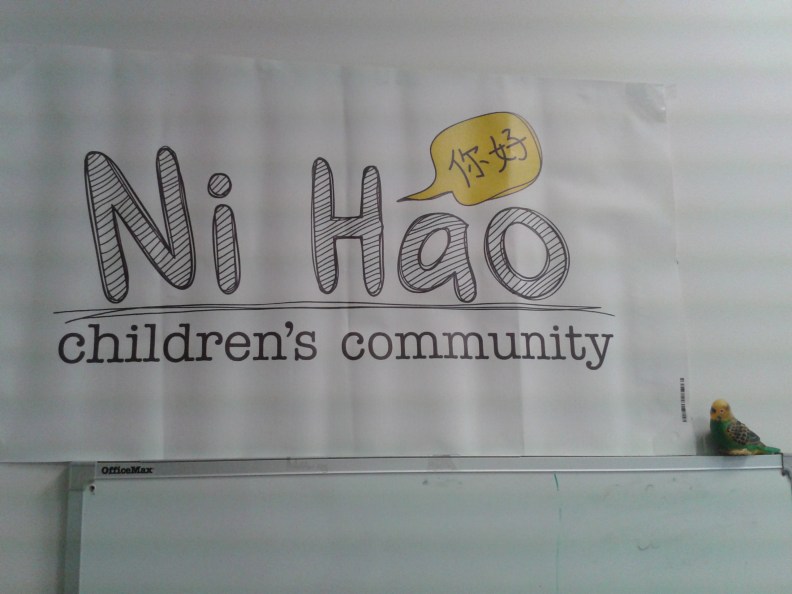 你好
Ni Hao
children's community
OfficeMax